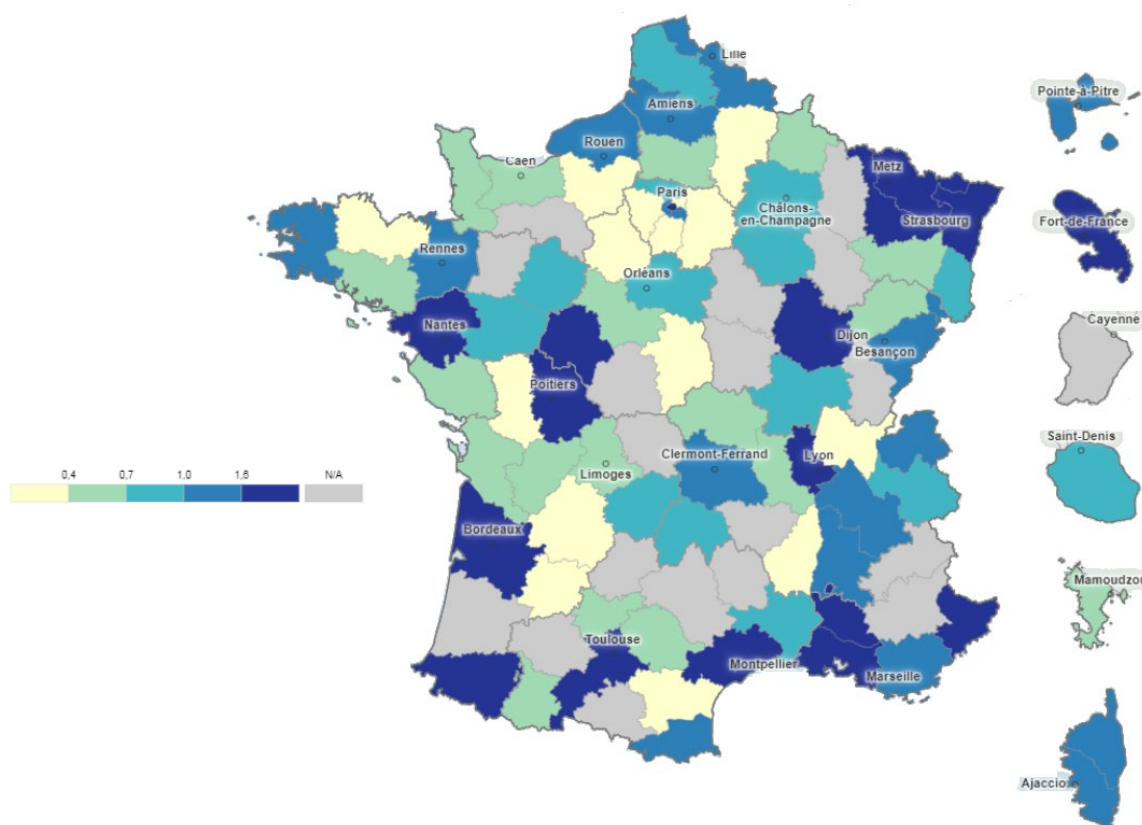 Lille
Pointe-à-Pitre
Amiens
Rouen
Caen
Metz
Paris
Châlons-
en-Champagne
Strasbourg
Fort-de-France
Rennes
Orléans
Cayenne
Nantes
Dijon
Besançon
Poitiers
Saint-Denis
Clermont-Ferrand
Lyon
Limoges
0,4 0,7 1,0 1,6 N/A
Bordeaux
Mamoudzou
Toulouse
Montpellier
Marseille
Ajaccio